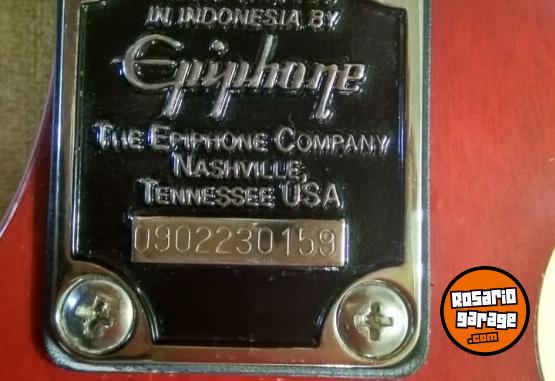 IN INDONESIA BY
Epiphone
THE EPIPHONE COMPANY
NASHVILLE,
TENNESSEE USA
0902230159
ROSARIO
garage
.com